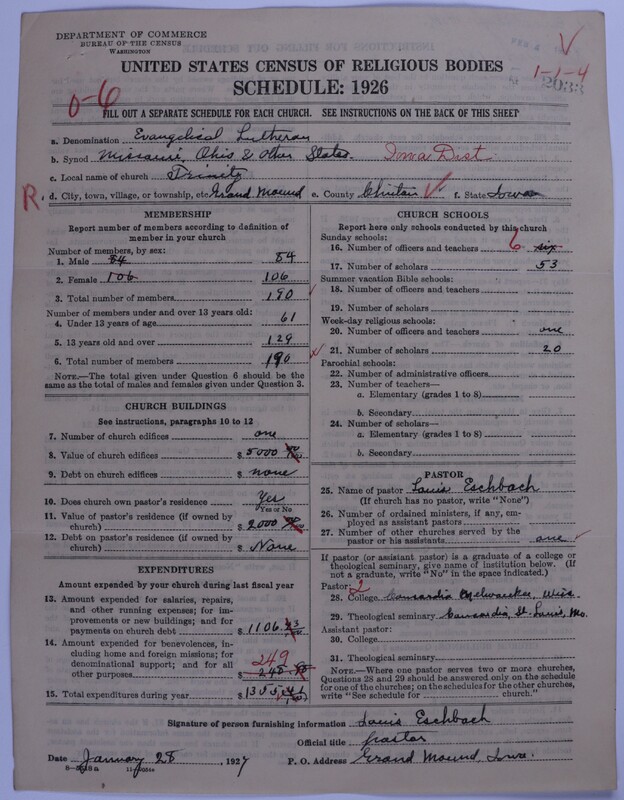 DEPARTMENT OF COMMERCE
BUREAU OF THE CENSUS
WASHINGTON
UNITED STATES CENSUS OF RELIGIOUS BODIES
SCHEDULE: 1926
V
1-1-4
2033
0-6
FILL OUT A SEPARATE SCHEDULE FOR EACH CHURCH. SEE INSTRUCTIONS ON THE BACK OF THIS SHEET
a. Denomination Evangelical Lutheran
b. Synod Missouri, Ohio & other States. Iowa Dist.
c. Local name of church Trinity
R d. City, town, village, or township, etc. Grand Mound e. County Clinton f. State Iowa
MEMBERSHIP
Report number of members according to definition of
member in your church
Number of members, by sex:
1. Male 84 84
2. Female 106 106
3. Total number of members 190
Number of members under and over 13 years old:
4. Under 13 years of age 61
5. 13 years old and over 129
6. Total number of members 190
NOTE.—The total given under Question 6 should be
same as the total of males and females given under Question 3.
CHURCH BUILDINGS
See instructions, paragraphs 10 to 12
7. Number of church edifices one
8. Value of church edifices $ 5000
9. Debt on church edifices $ none
10. Does church own pastor's residence Yes
Yes or No
11. Value of pastor's residence (if owned by
church) $ 2000
12. Debt on pastor's residence (if owned by
church) $ None
EXPENDITURES
Amount expended by your church during last fiscal year
13. Amount expended for salaries, repairs,
and other running expenses; for im-
provements or new buildings; and for
payments on church debt $ 1106
14. Amount expended for benevolences, in-
cluding home and foreign missions; for
denominational support; and for all
other purposes $ 249
15. Total expenditures during year $ 1355
CHURCH SCHOOLS
Report here only schools conducted by this church
Sunday schools:
16. Number of officers and teachers 6 six
17. Number of scholars 53
Summer vacation Bible schools:
18. Number of officers and teachers
19. Number of scholars
Week-day religious schools:
20. Number of officers and teachers one
21. Number of scholars 20
Parochial schools:
22. Number of administrative officers
23. Number of teachers—
a. Elementary (grades 1 to 8)
b. Secondary
24. Number of scholars—
a. Elementary (grades 1 to 8)
b. Secondary
PASTOR
25. Name of pastor Louis Eschbach
(If church has no pastor, write "None")
26. Number of ordained ministers, if any, em-
ployed as assistant pastors
27. Number of other churches served by the
pastor or his assistants one
If pastor (or assistant pastor) is a graduate of a college or
theological seminary, give name of institution below. (If
not a graduate, write "No" in the space indicated.)
Pastor: 2
28. College Concordia Milwaukee, Wisc.
29. Theological seminary Concordia, St. Louis, Mo.
Assistant pastor:
30. College
31. Theological seminary
NOTE.—Where one pastor serves two or more churches,
Questions 28 and 29 should be answered only on the schedule
for one of the churches; on the schedules for the other churches,
write "See schedule for church."
Signature of person furnishing information Louis Eschbach
Official title pastor
Date January 28, 1927 P. O. Address Grand Mound, Iowa.